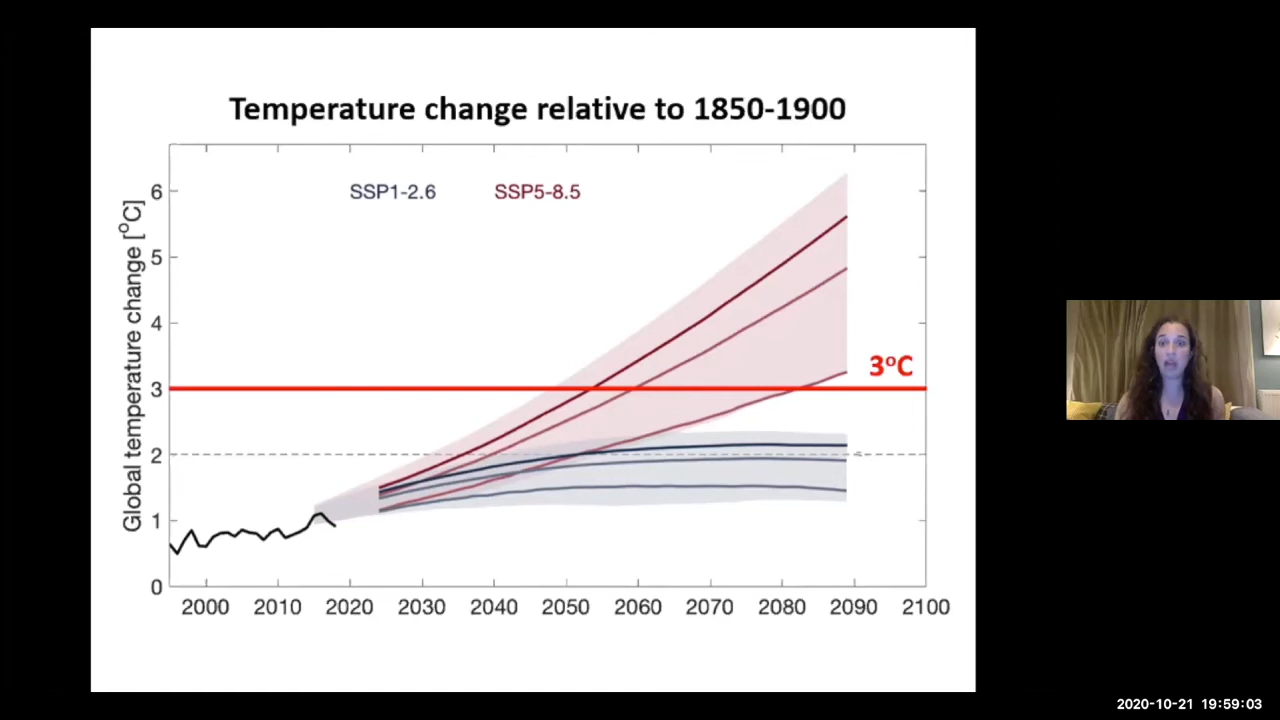 Temperature change relative to 1850-1900
SSP1-2.6 SSP5-8.5
Global temperature change [°C]
6
5
4
3
2
1
0
3°C
2000 2010 2020 2030 2040 2050 2060 2070 2080 2090 2100
2020-10-21 19:59:03